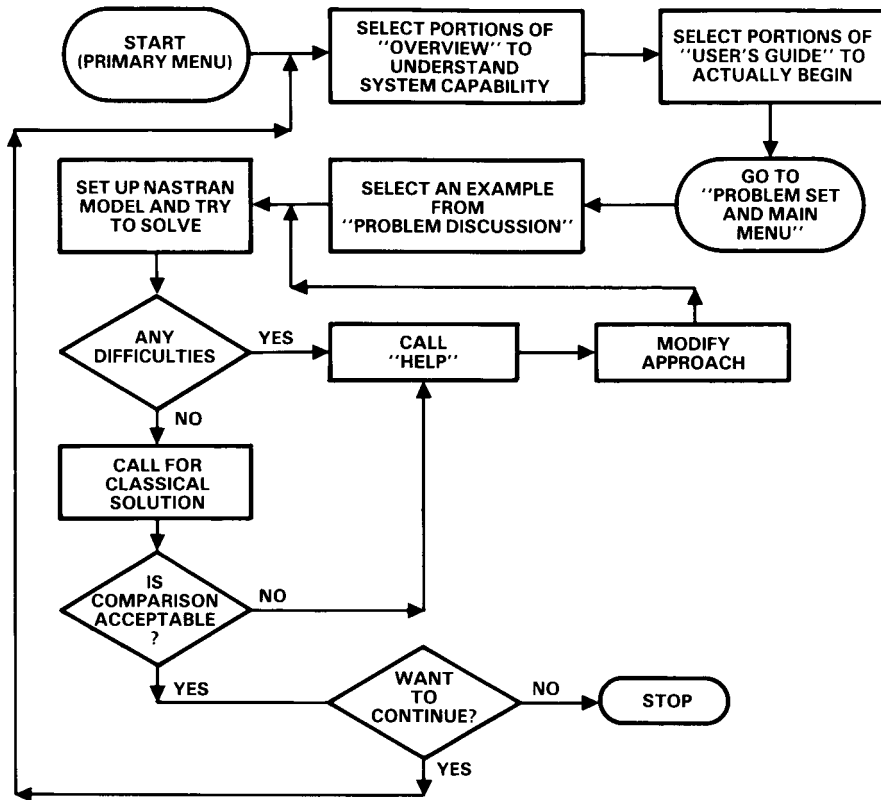 START
(PRIMARY MENU)
SELECT PORTIONS OF
"OVERVIEW" TO
UNDERSTAND
SYSTEM CAPABILITY
SELECT PORTIONS OF
"USER'S GUIDE" TO
ACTUALLY BEGIN
GO TO
"PROBLEM SET
AND MAIN
MENU"
SELECT AN EXAMPLE
FROM
"PROBLEM DISCUSSION"
SET UP NASTRAN
MODEL AND TRY
TO SOLVE
ANY
DIFFICULTIES
YES
CALL
"HELP"
MODIFY
APPROACH
NO
CALL FOR
CLASSICAL
SOLUTION
IS
COMPARISON
ACCEPTABLE
?
NO
YES
WANT
TO
CONTINUE?
NO
STOP
YES